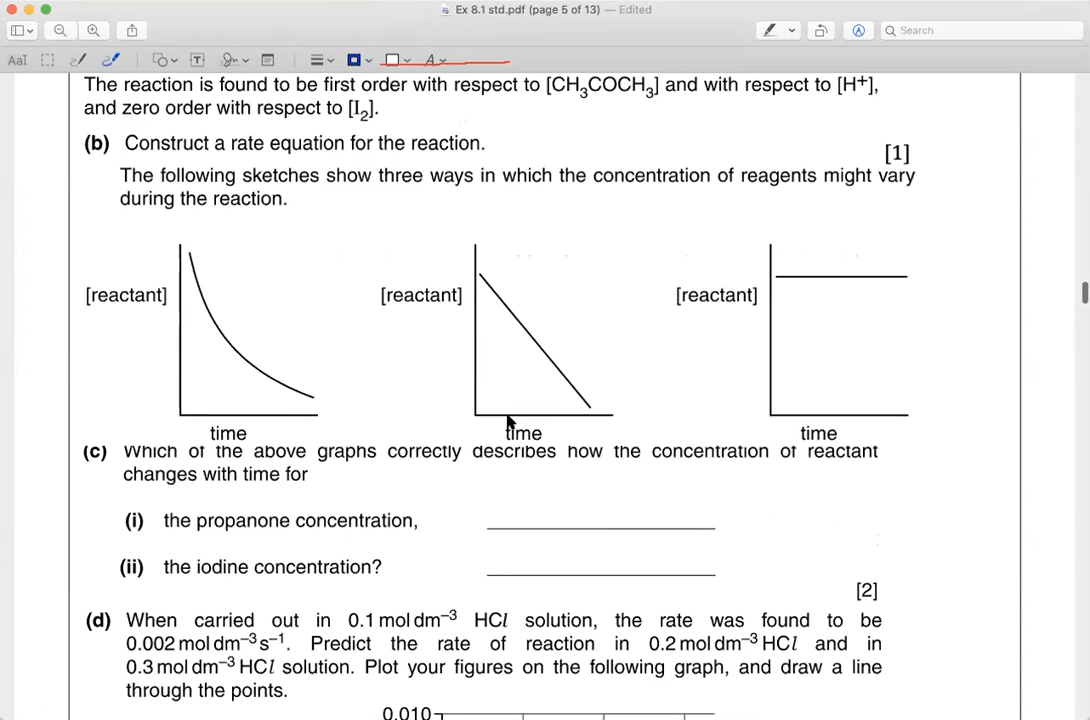 Ex 8.1 std.pdf (page 5 of 13) — Edited
Search
AaI T A
The reaction is found to be first order with respect to [CH₃COCH₃] and with respect to [H⁺],
and zero order with respect to [I₂].
(b) Construct a rate equation for the reaction.
[1]
The following sketches show three ways in which the concentration of reagents might vary
during the reaction.
[reactant] [reactant] [reactant]
time time time
(c) Which of the above graphs correctly describes how the concentration of reactant
changes with time for
(i) the propanone concentration,
(ii) the iodine concentration?
[2]
(d) When carried out in 0.1 mol dm⁻³ HCl solution, the rate was found to be
0.002 mol dm⁻³ s⁻¹. Predict the rate of reaction in 0.2 mol dm⁻³ HCl and in
0.3 mol dm⁻³ HCl solution. Plot your figures on the following graph, and draw a line
through the points.
0.010